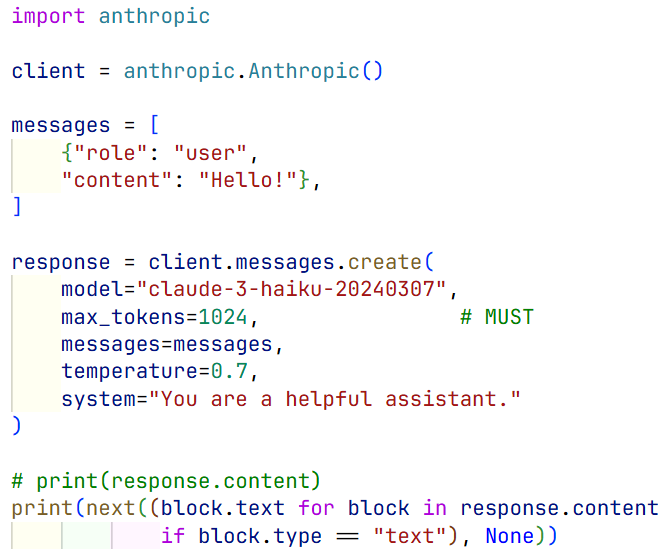 import anthropic

client = anthropic.Anthropic()

messages = [
    {"role": "user",
    "content": "Hello!"},
]

response = client.messages.create(
    model="claude-3-haiku-20240307",
    max_tokens=1024,                # MUST
    messages=messages,
    temperature=0.7,
    system="You are a helpful assistant."
)

# print(response.content)
print(next((block.text for block in response.content
            if block.type == "text"), None))